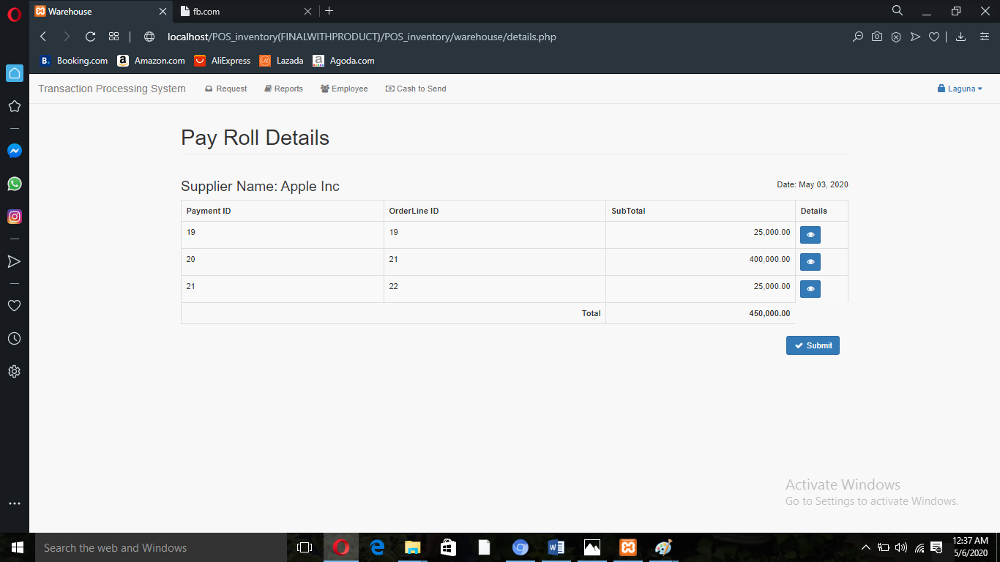 Warehouse
fb.com
localhost/POS_inventory(FINALWITHPRODUCT)/POS_inventory/warehouse/details.php
B. Booking.com a Amazon.com AliExpress Lazada a Agoda.com
Transaction Processing System Request Reports Employee Cash to Send Laguna
Pay Roll Details
Supplier Name: Apple Inc Date: May 03, 2020
Payment ID OrderLine ID SubTotal Details
19 19 25,000.00
20 21 400,000.00
21 22 25,000.00
Total 450,000.00
Submit
Activate Windows
Go to Settings to activate Windows.
Search the web and Windows
12:37 AM
5/6/2020